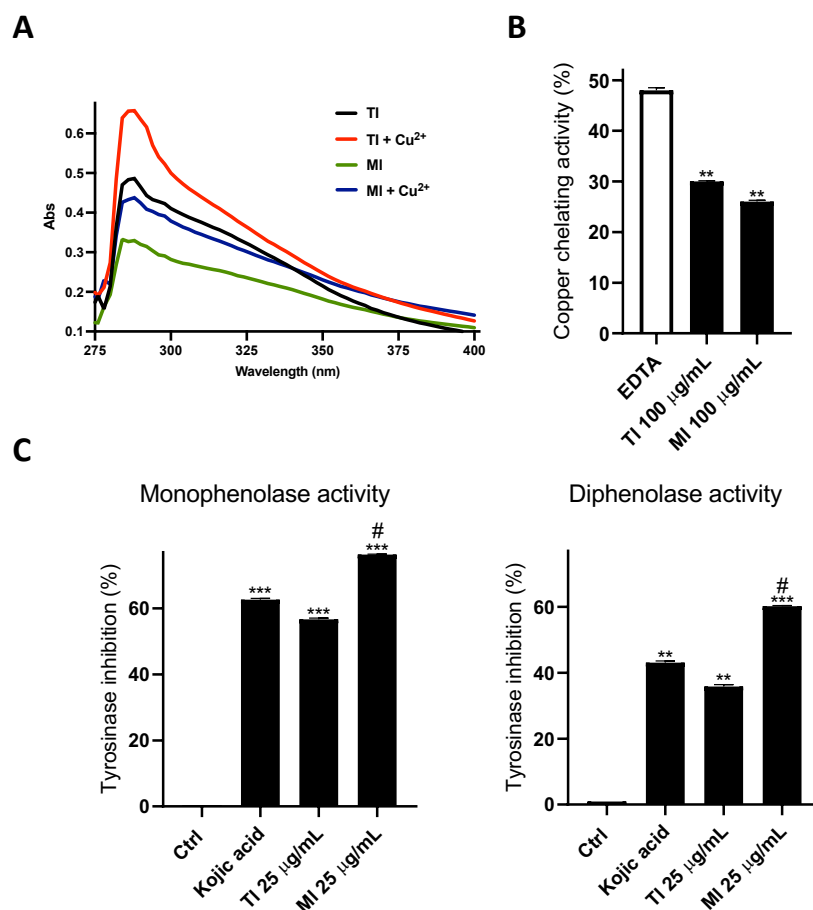 A
TI
TI + Cu2+
MI
MI + Cu2+
Abs
0.6
0.5
0.4
0.3
0.2
0.1
275
300
325
350
375
400
Wavelength (nm)
B
Copper chelating activity (%)
50
40
30
20
10
0
**
**
EDTA
TI 100 μg/mL
MI 100 μg/mL
C
Monophenolase activity
Tyrosinase inhibition (%)
60
40
20
0
***
***
#
***
Ctrl
Kojic acid
TI 25 μg/mL
MI 25 μg/mL
Diphenolase activity
Tyrosinase inhibition (%)
60
40
20
0
**
**
#
***
Ctrl
Kojic acid
TI 25 μg/mL
MI 25 μg/mL